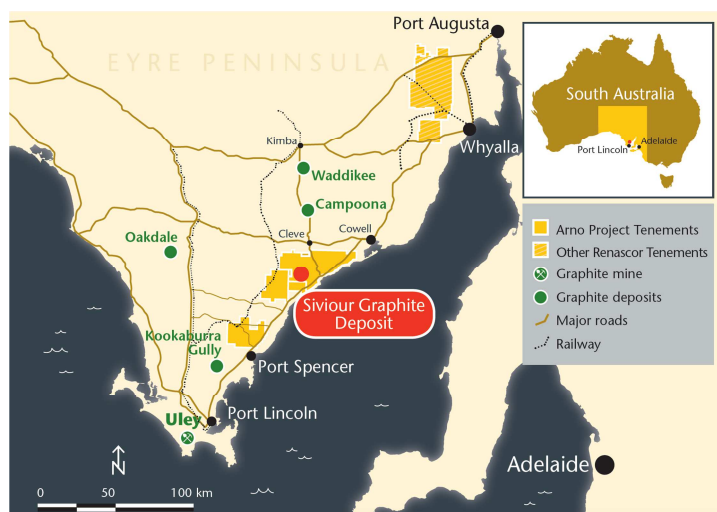 Port Augusta
EYRE PENINSULA
South Australia
Adelaide
Port Lincoln
Kimba
Whyalla
Waddikee
Campoona
Oakdale
Cleve
Cowell
Siviour Graphite
Deposit
Kookaburra
Gully
Port Spencer
Uley
Port Lincoln
Adelaide
N
0 50 100 km
Arno Project Tenements
Other Renascor Tenements
Graphite mine
Graphite deposits
Major roads
Railway